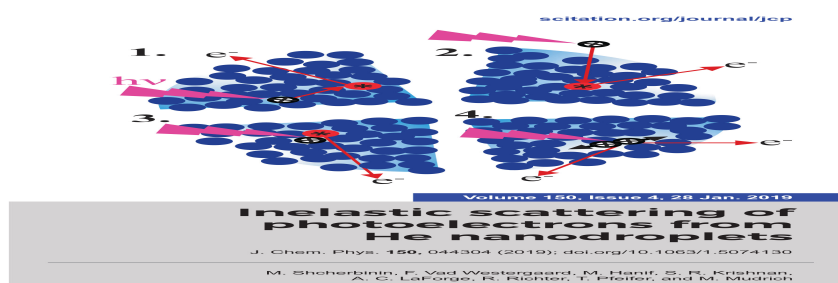 scitation.org/journal/jcp
1.
e⁻
2.
e⁻
hν
3.
e⁻
4.
e⁻
e⁻
Volume 150, Issue 4, 28 Jan. 2019
Inelastic scattering of
photoelectrons from
He nanodroplets
J. Chem. Phys. 150, 044304 (2019); doi.org/10.1063/1.5074130
M. Shcherbinin, F. Vad Westergaard, M. Hanif, S. R. Krishnan,
A. C. LaForge, R. Richter, T. Pfeifer, and M. Mudrich